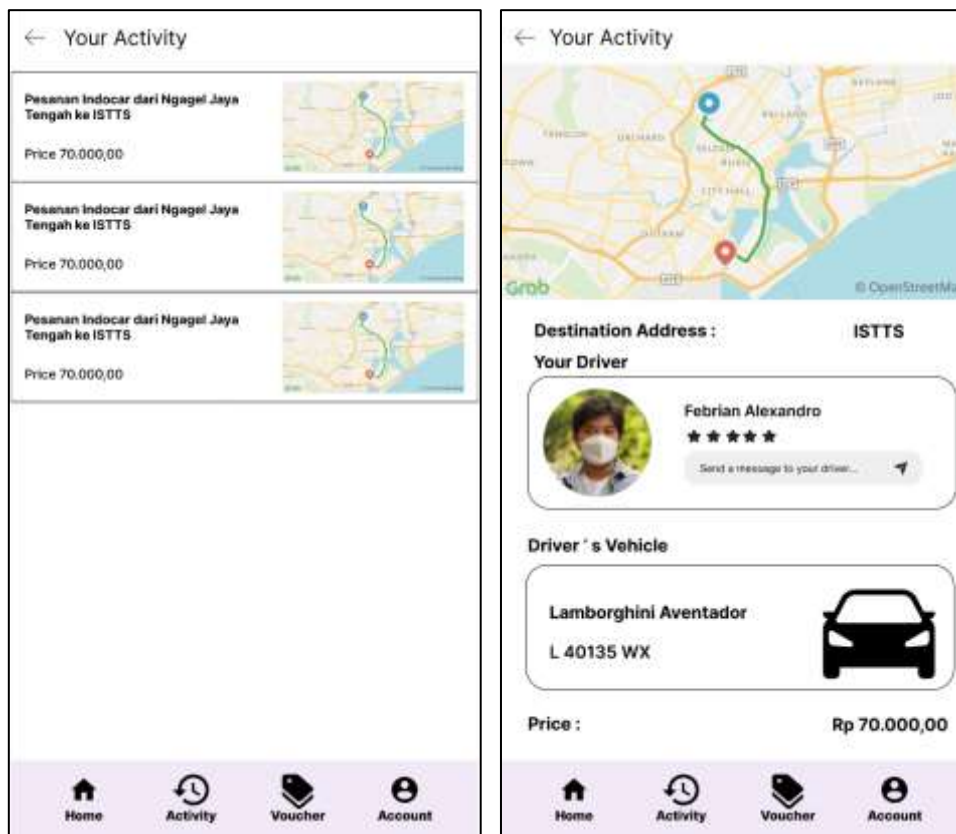 Your Activity
Pesanan Indocar dari Ngagel Jaya
Tengah ke ISTTS
Price 70.000,00
Pesanan Indocar dari Ngagel Jaya
Tengah ke ISTTS
Price 70.000,00
Pesanan Indocar dari Ngagel Jaya
Tengah ke ISTTS
Price 70.000,00
Home Activity Voucher Account
Your Activity
ORCHARD
CITY HALL
Grab
© OpenStreetMa
Destination Address : ISTTS
Your Driver
Febrian Alexandro
Send a message to your driver...
Driver ' s Vehicle
Lamborghini Aventador
L 40135 WX
Price : Rp 70.000,00
Home Activity Voucher Account